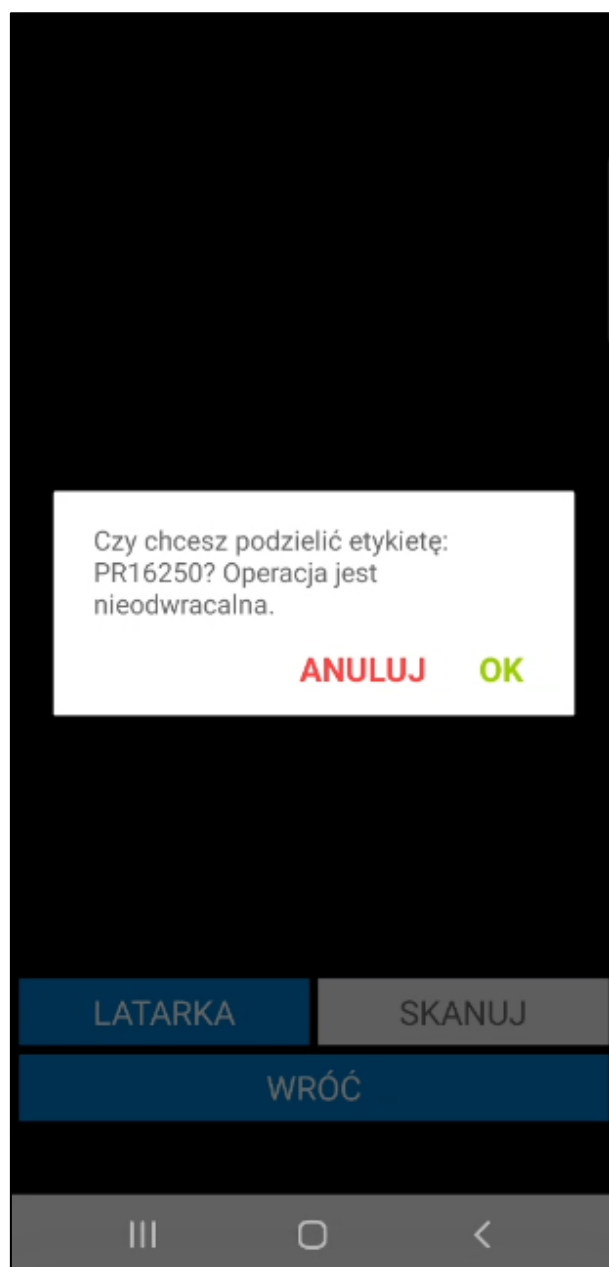 Czy chcesz podzielić etykietę:
PR16250? Operacja jest
nieodwracalna.
ANULUJ OK
LATARKA SKANUJ
WRÓĆ